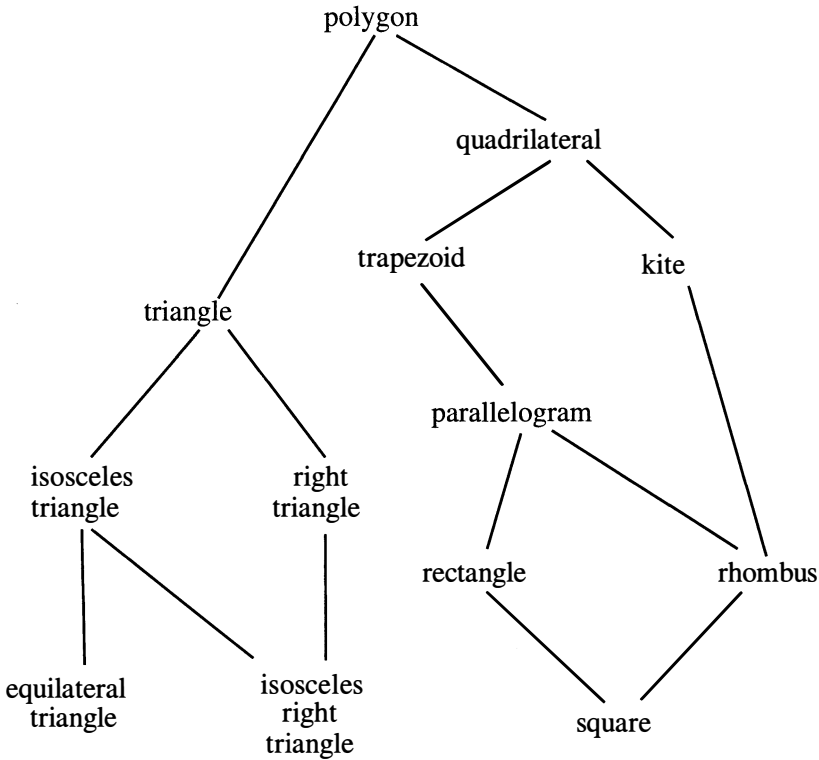 polygon
quadrilateral
trapezoid
kite
triangle
parallelogram
isosceles
triangle
right
triangle
rectangle
rhombus
equilateral
triangle
isosceles
right
triangle
square